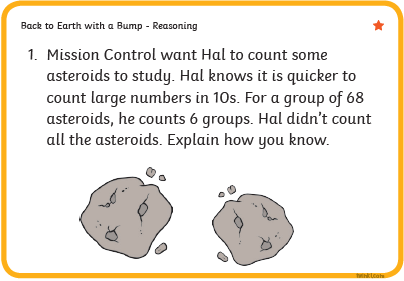 Back to Earth with a Bump - Reasoning
1. Mission Control want Hal to count some
asteroids to study. Hal knows it is quicker to
count large numbers in 10s. For a group of 68
asteroids, he counts 6 groups. Hal didn’t count
all the asteroids. Explain how you know.